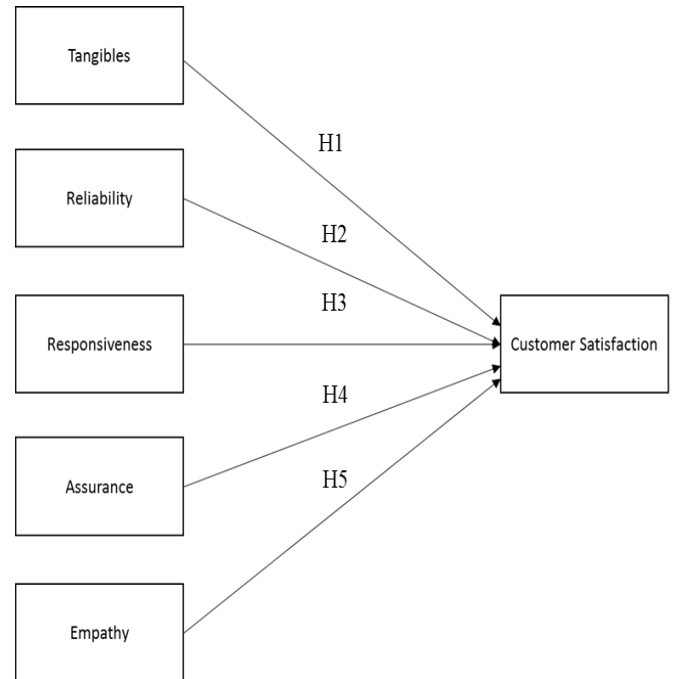 Tangibles
H1
Reliability
H2
H3
Responsiveness
Customer Satisfaction
H4
Assurance
H5
Empathy